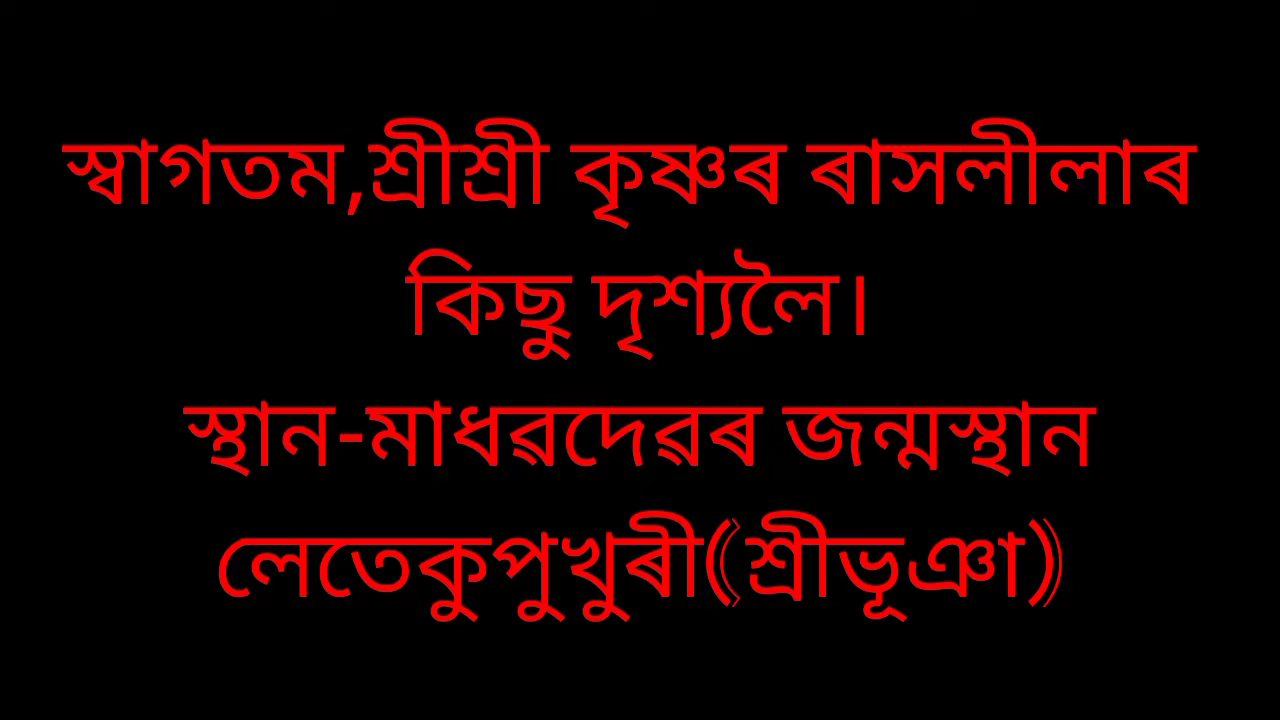 স্বাগতম,শ্ৰীশ্ৰী কৃষ্ণৰ ৰাসলীলাৰ
কিছু দৃশ্যলৈ।
স্থান-মাধৱদেৱৰ জন্মস্থান
লেতেকুপুখুৰী⸨শ্ৰীভূঞা⸩